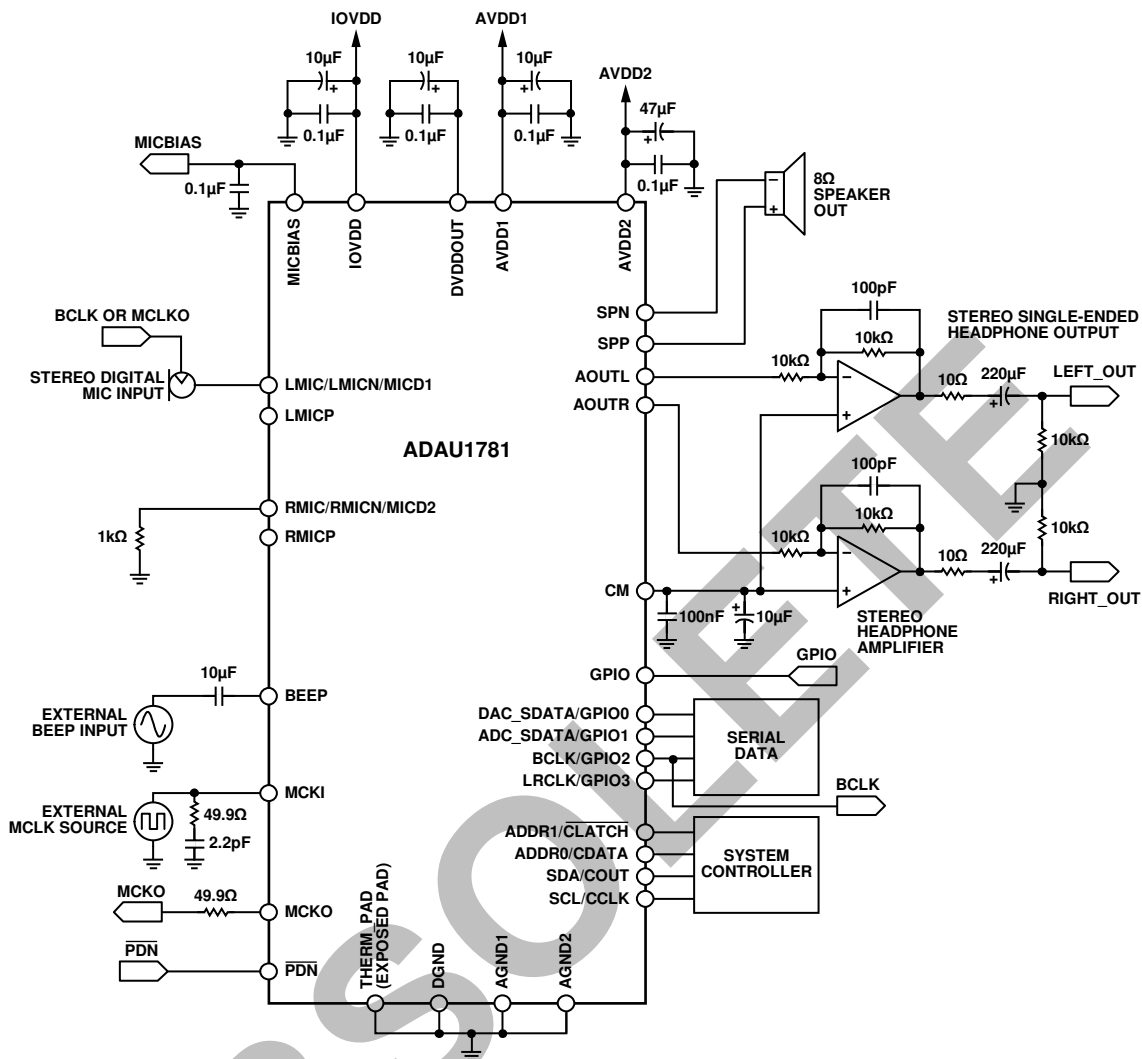 IOVDD
AVDD1
10µF
10µF
10µF
AVDD2
+
+
+
47µF
0.1µF
0.1µF
0.1µF
+
MICBIAS
0.1µF
0.1µF
−
+
8Ω
SPEAKER
OUT
MICBIAS
IOVDD
DVDDOUT
AVDD1
AVDD2
BCLK OR MCLKO
STEREO DIGITAL
MIC INPUT
LMIC/LMICN/MICD1
LMICP
ADAU1781
RMIC/RMICN/MICD2
RMICP
1kΩ
SPN
SPP
AOUTL
AOUTR
100pF
10kΩ
10kΩ
−
+
STEREO SINGLE-ENDED
HEADPHONE OUTPUT
10Ω
220µF
+
LEFT_OUT
10kΩ
100pF
10kΩ
10kΩ
−
+
10kΩ
10Ω
220µF
+
RIGHT_OUT
CM
100nF
+
10µF
STEREO
HEADPHONE
AMPLIFIER
GPIO
GPIO
10µF
BEEP
EXTERNAL
BEEP INPUT
DAC_SDATA/GPIO0
ADC_SDATA/GPIO1
BCLK/GPIO2
LRCLK/GPIO3
SERIAL
DATA
BCLK
MCKI
EXTERNAL
MCLK SOURCE
49.9Ω
2.2pF
ADDR1/CLATCH
ADDR0/CDATA
SDA/COUT
SCL/CCLK
SYSTEM
CONTROLLER
MCKO
49.9Ω
MCKO
PDN
PDN
THERM_PAD
(EXPOSED PAD)
DGND
AGND1
AGND2
OBSOLETE